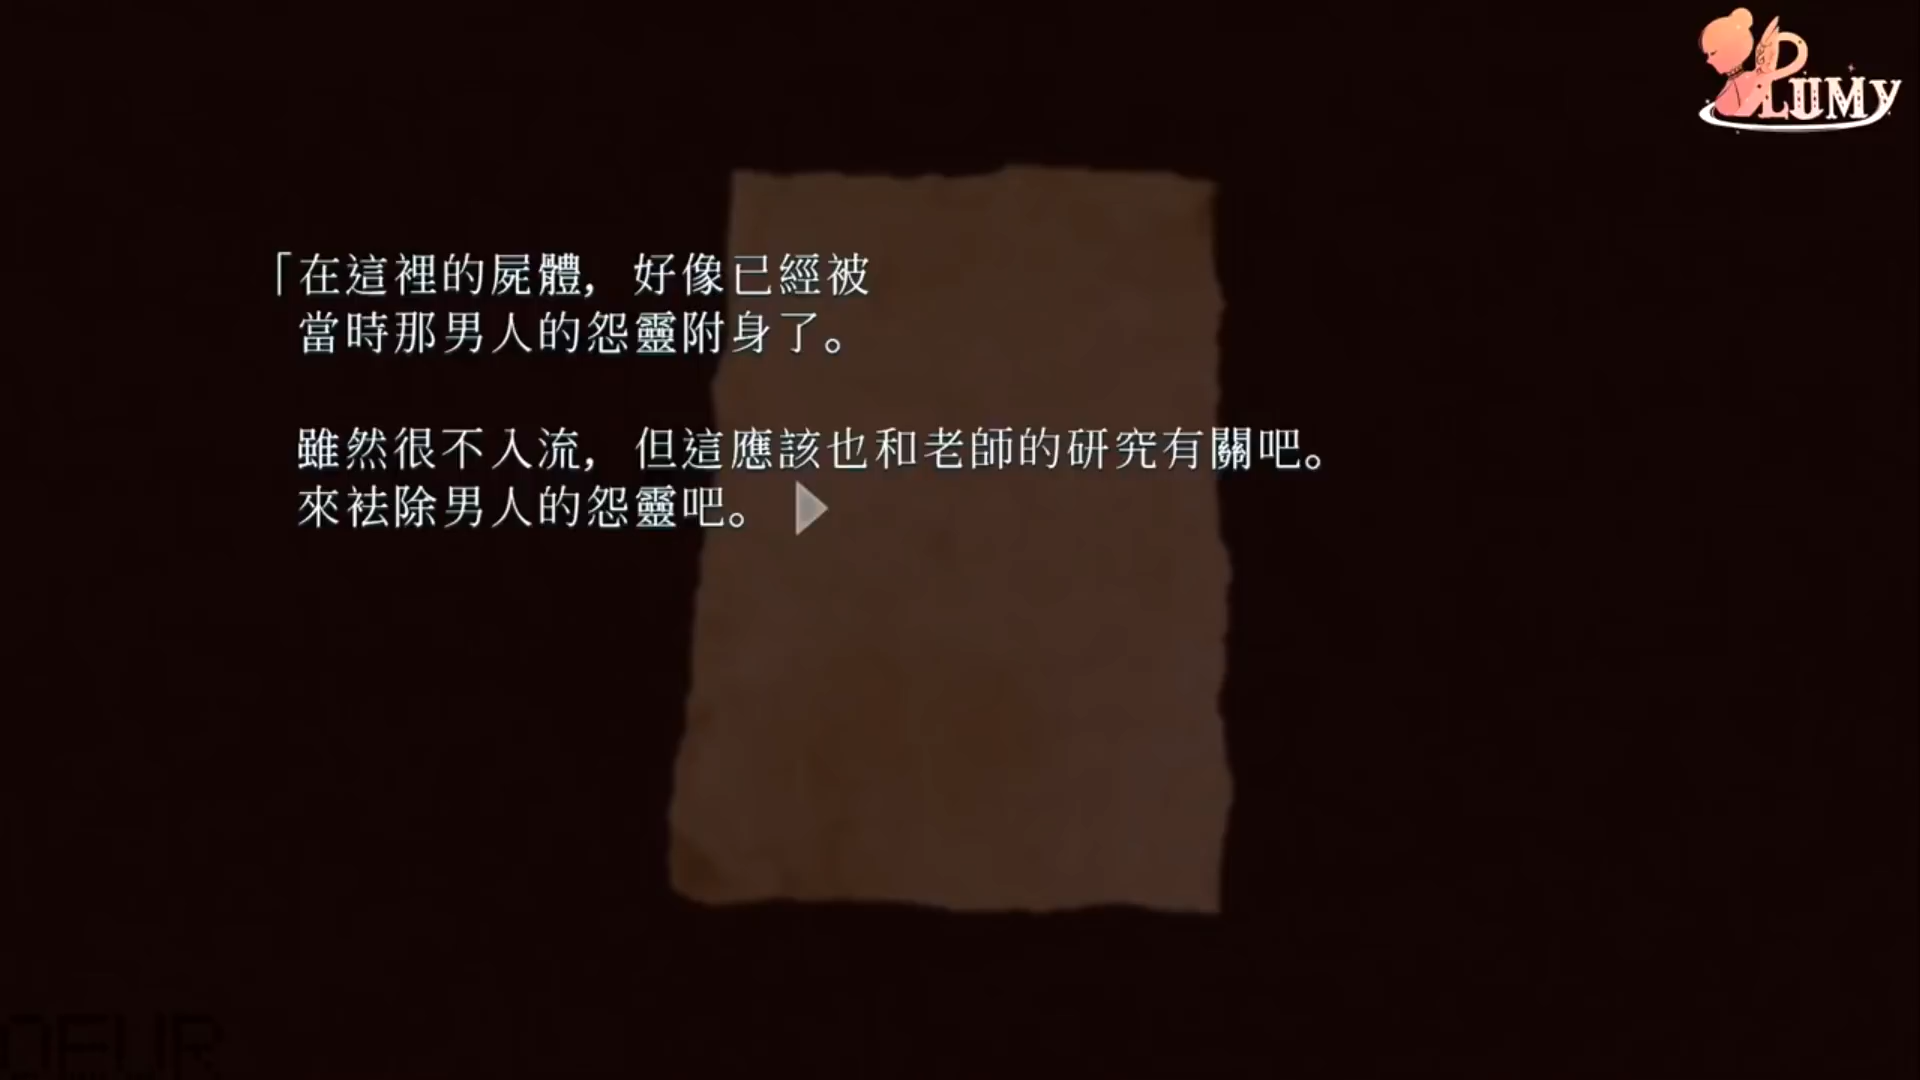 「在這裡的屍體，好像已經被
當時那男人的怨靈附身了。
雖然很不入流，但這應該也和老師的研究有關吧。
來祛除男人的怨靈吧。
PLUMY